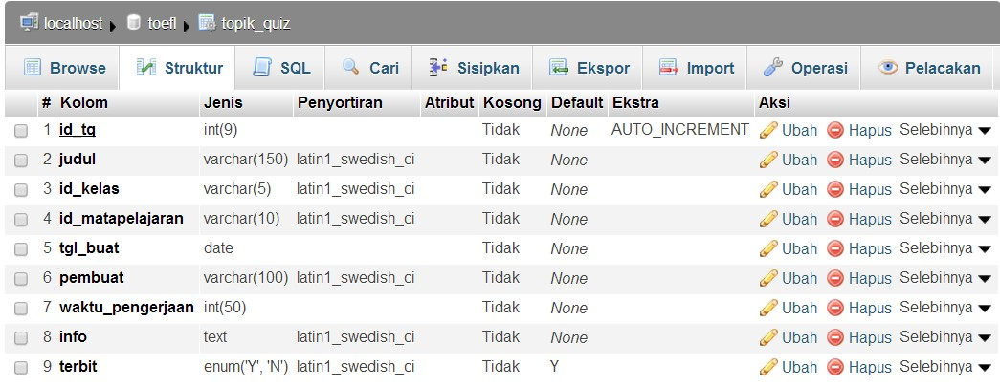 localhost toefl topik_quiz
Browse Struktur SQL Cari Sisipkan Ekspor Import Operasi Pelacakan
# Kolom Jenis Penyortiran Atribut Kosong Default Ekstra Aksi
1 id_tq int(9) Tidak None AUTO_INCREMENT Ubah Hapus Selebihnya
2 judul varchar(150) latin1_swedish_ci Tidak None Ubah Hapus Selebihnya
3 id_kelas varchar(5) latin1_swedish_ci Tidak None Ubah Hapus Selebihnya
4 id_matapelajaran varchar(10) latin1_swedish_ci Tidak None Ubah Hapus Selebihnya
5 tgl_buat date Tidak None Ubah Hapus Selebihnya
6 pembuat varchar(100) latin1_swedish_ci Tidak None Ubah Hapus Selebihnya
7 waktu_pengerjaan int(50) Tidak None Ubah Hapus Selebihnya
8 info text latin1_swedish_ci Tidak None Ubah Hapus Selebihnya
9 terbit enum('Y', 'N') latin1_swedish_ci Tidak Y Ubah Hapus Selebihnya